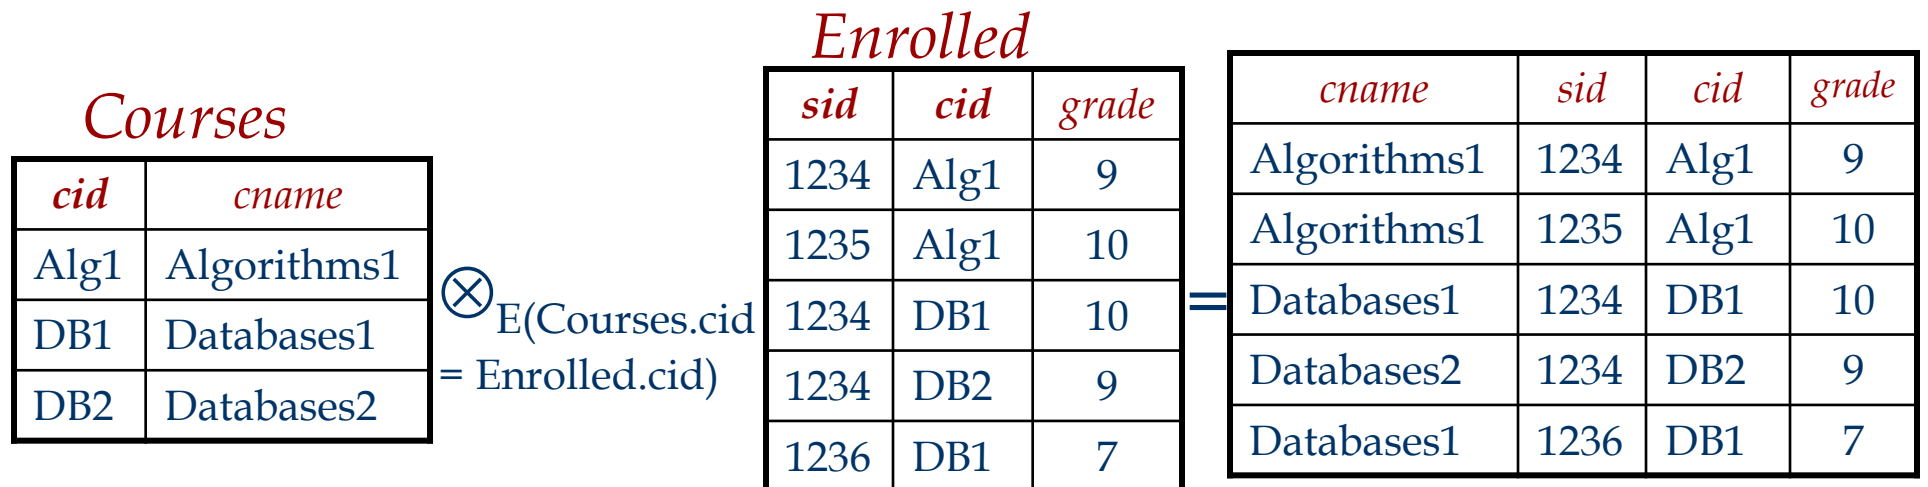 Courses
cid cname
Alg1 Algorithms1
DB1 Databases1
DB2 Databases2
⊗E(Courses.cid
= Enrolled.cid)
Enrolled
sid cid grade
1234 Alg1 9
1235 Alg1 10
1234 DB1 10
1234 DB2 9
1236 DB1 7
=
cname sid cid grade
Algorithms1 1234 Alg1 9
Algorithms1 1235 Alg1 10
Databases1 1234 DB1 10
Databases2 1234 DB2 9
Databases1 1236 DB1 7